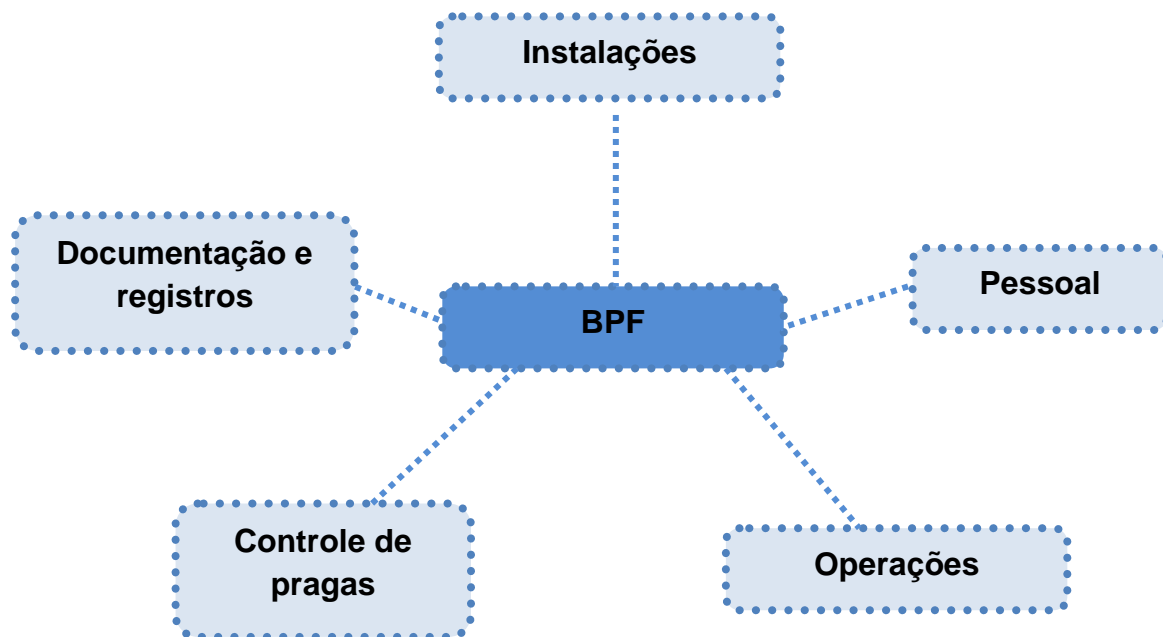 Instalações
Documentação e
registros
Pessoal
BPF
Controle de
pragas
Operações